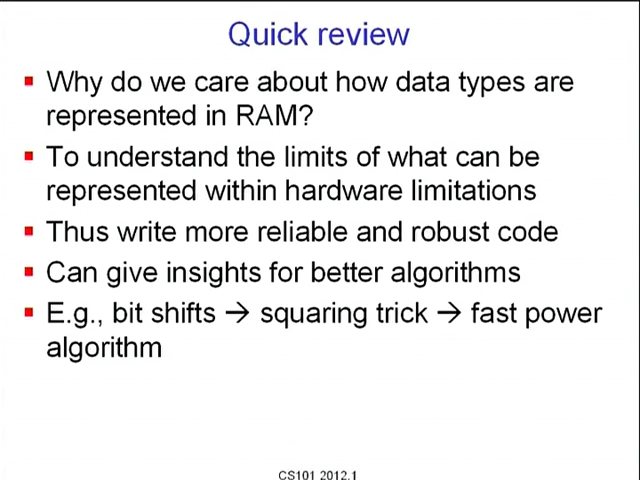 Quick review
▪ Why do we care about how data types are
represented in RAM?
▪ To understand the limits of what can be
represented within hardware limitations
▪ Thus write more reliable and robust code
▪ Can give insights for better algorithms
▪ E.g., bit shifts → squaring trick → fast power
algorithm
CS101 2012.1